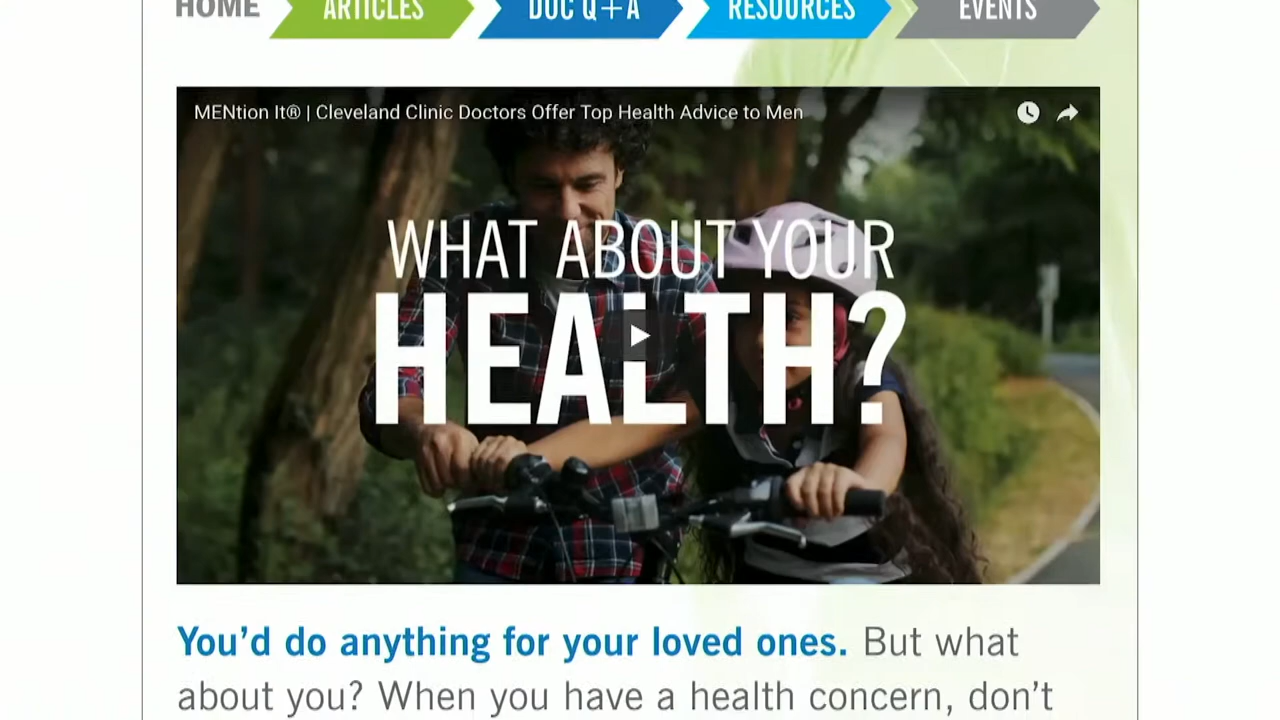 HOME ARTICLES DOC Q+A RESOURCES EVENTS
MENtion It® | Cleveland Clinic Doctors Offer Top Health Advice to Men
WHAT ABOUT YOUR
HEALTH?
You'd do anything for your loved ones. But what
about you? When you have a health concern, don't